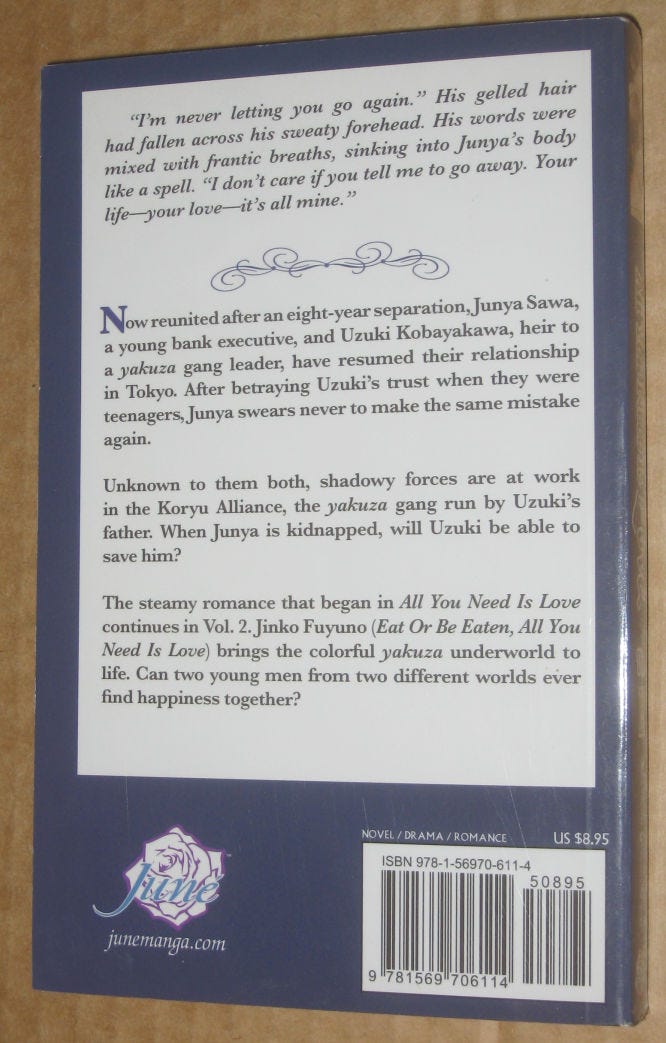 “I’m never letting you go again.” His gelled hair
had fallen across his sweaty forehead. His words were
mixed with frantic breaths, sinking into Junya’s body
like a spell. “I don’t care if you tell me to go away. Your
life—your love—it’s all mine.”
Now reunited after an eight-year separation, Junya Sawa,
a young bank executive, and Uzuki Kobayakawa, heir to
a yakuza gang leader, have resumed their relationship
in Tokyo. After betraying Uzuki’s trust when they were
teenagers, Junya swears never to make the same mistake
again.
Unknown to them both, shadowy forces are at work
in the Koryu Alliance, the yakuza gang run by Uzuki’s
father. When Junya is kidnapped, will Uzuki be able to
save him?
The steamy romance that began in All You Need Is Love
continues in Vol. 2. Jinko Fuyuno (Eat Or Be Eaten, All You
Need Is Love) brings the colorful yakuza underworld to
life. Can two young men from two different worlds ever
find happiness together?
June™
junemanga.com
NOVEL / DRAMA / ROMANCE US $8.95
ISBN 978-1-56970-611-4
50895
9 781569 706114